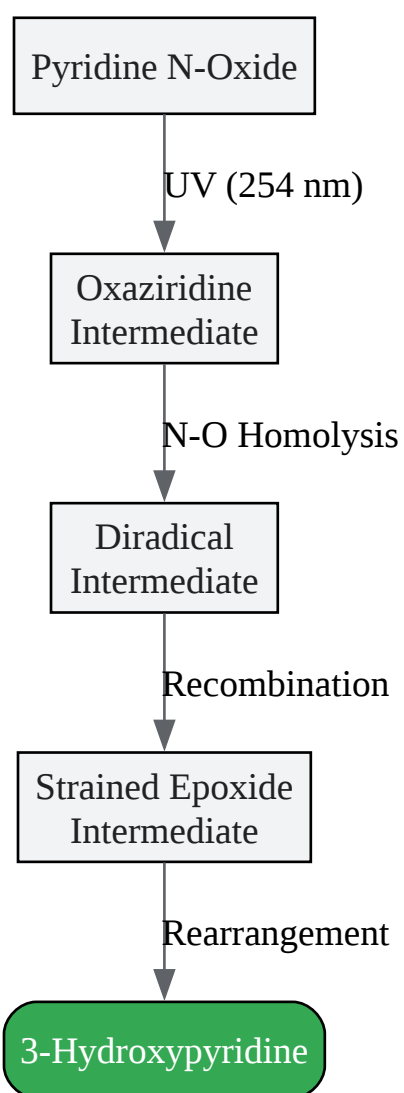 Pyridine N-Oxide
UV (254 nm)
Oxaziridine
Intermediate
N-O Homolysis
Diradical
Intermediate
Recombination
Strained Epoxide
Intermediate
Rearrangement
3-Hydroxypyridine